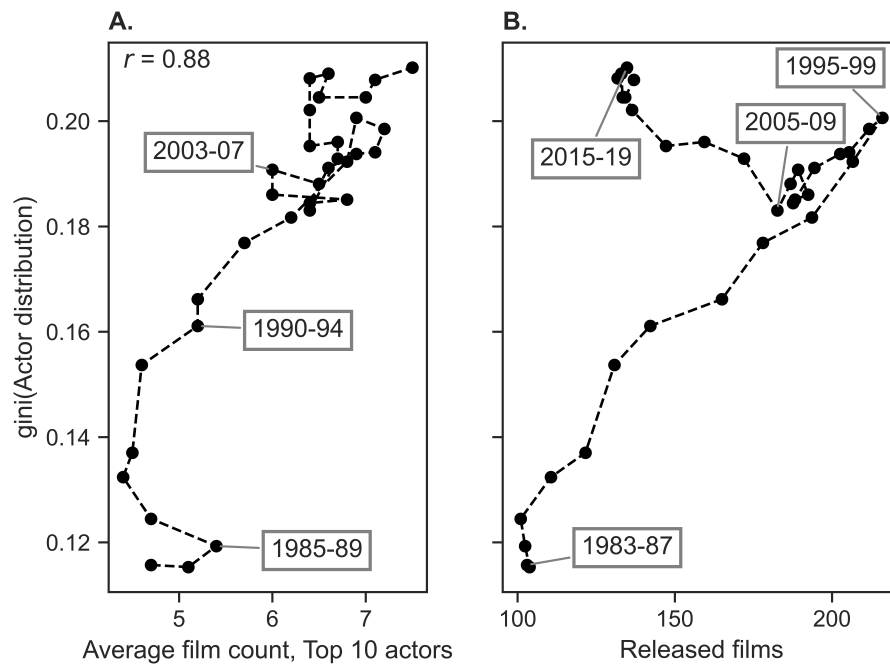 A.
B.
r = 0.88
1995-99
2003-07
2005-09
2015-19
1990-94
1985-89
1983-87
gini(Actor distribution)
0.20
0.18
0.16
0.14
0.12
5 6 7
100 150 200
Average film count, Top 10 actors
Released films